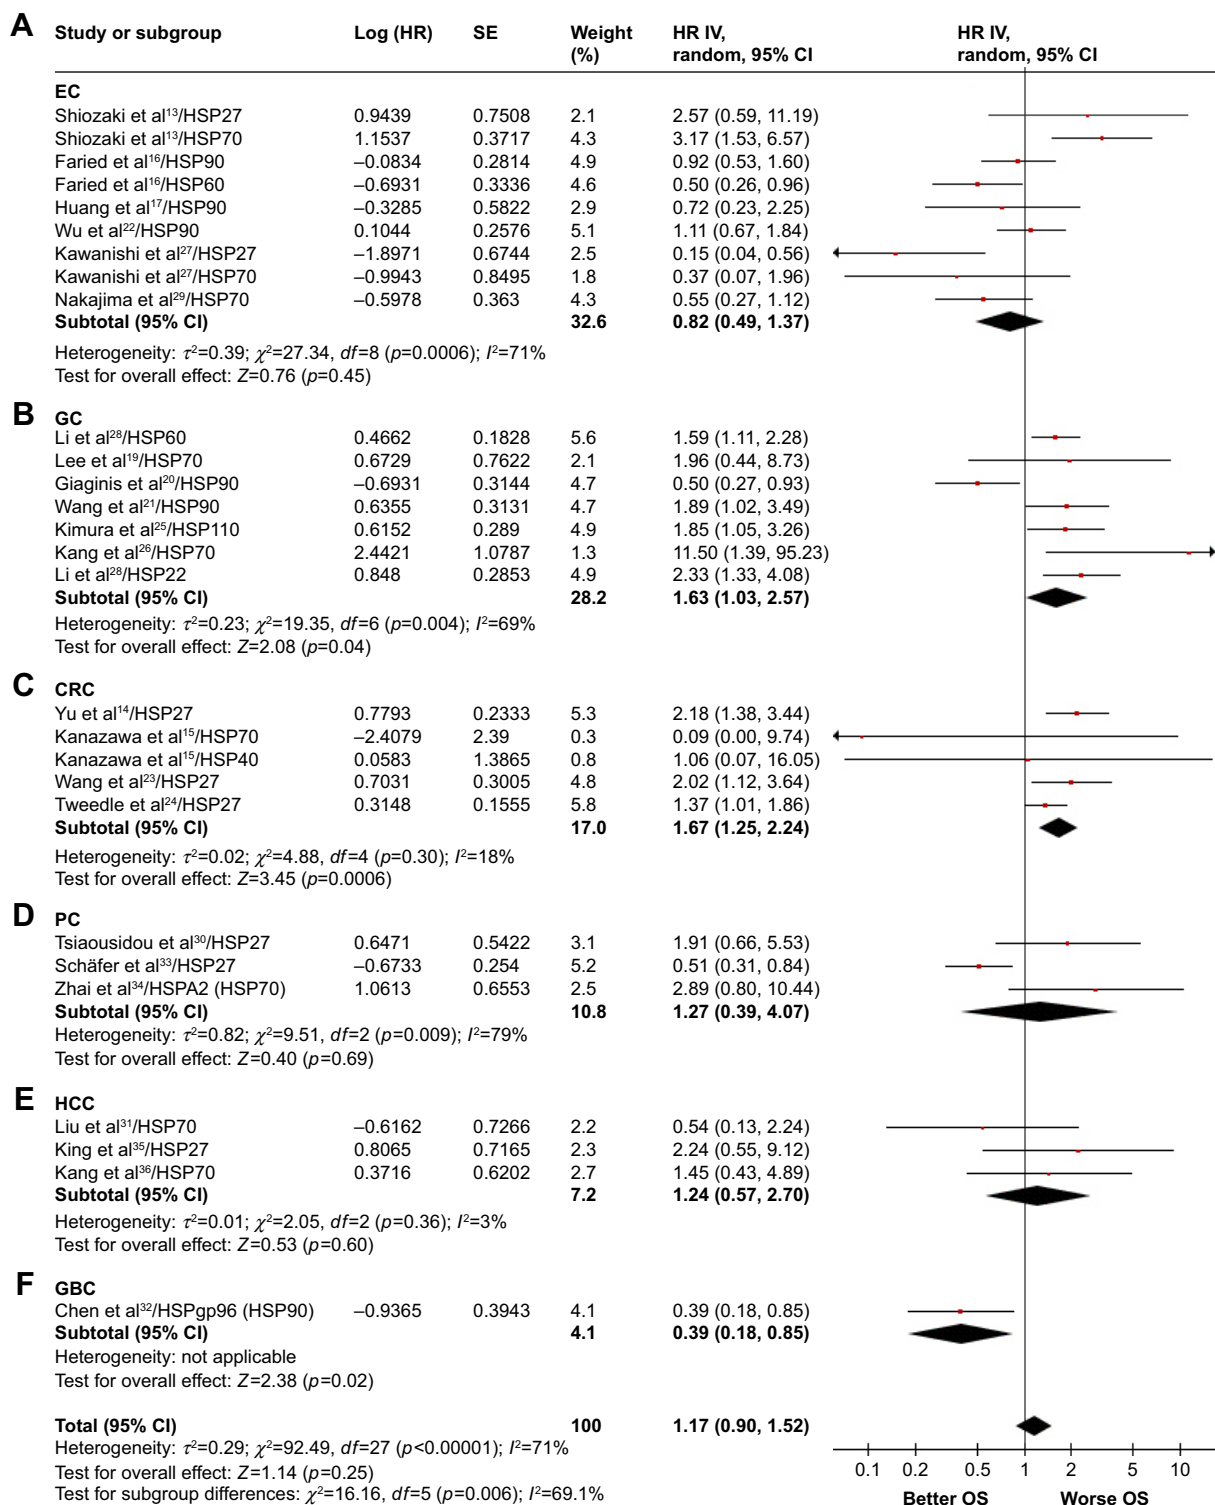 A Study or subgroup Log (HR) SE Weight (%) HR IV, random, 95% CI HR IV, random, 95% CI
EC
Shiozaki et al¹³/HSP27 0.9439 0.7508 2.1 2.57 (0.59, 11.19)
Shiozaki et al¹³/HSP70 1.1537 0.3717 4.3 3.17 (1.53, 6.57)
Faried et al¹⁶/HSP90 –0.0834 0.2814 4.9 0.92 (0.53, 1.60)
Faried et al¹⁶/HSP60 –0.6931 0.3336 4.6 0.50 (0.26, 0.96)
Huang et al¹⁷/HSP90 –0.3285 0.5822 2.9 0.72 (0.23, 2.25)
Wu et al²²/HSP90 0.1044 0.2576 5.1 1.11 (0.67, 1.84)
Kawanishi et al²⁷/HSP27 –1.8971 0.6744 2.5 0.15 (0.04, 0.56)
Kawanishi et al²⁷/HSP70 –0.9943 0.8495 1.8 0.37 (0.07, 1.96)
Nakajima et al²⁹/HSP70 –0.5978 0.363 4.3 0.55 (0.27, 1.12)
Subtotal (95% CI) 32.6 0.82 (0.49, 1.37)
Heterogeneity: τ²=0.39; χ²=27.34, df=8 (p=0.0006); I²=71%
Test for overall effect: Z=0.76 (p=0.45)
B GC
Li et al²⁸/HSP60 0.4662 0.1828 5.6 1.59 (1.11, 2.28)
Lee et al¹⁹/HSP70 0.6729 0.7622 2.1 1.96 (0.44, 8.73)
Giaginis et al²⁰/HSP90 –0.6931 0.3144 4.7 0.50 (0.27, 0.93)
Wang et al²¹/HSP90 0.6355 0.3131 4.7 1.89 (1.02, 3.49)
Kimura et al²⁵/HSP110 0.6152 0.289 4.9 1.85 (1.05, 3.26)
Kang et al²⁶/HSP70 2.4421 1.0787 1.3 11.50 (1.39, 95.23)
Li et al²⁸/HSP22 0.848 0.2853 4.9 2.33 (1.33, 4.08)
Subtotal (95% CI) 28.2 1.63 (1.03, 2.57)
Heterogeneity: τ²=0.23; χ²=19.35, df=6 (p=0.004); I²=69%
Test for overall effect: Z=2.08 (p=0.04)
C CRC
Yu et al¹⁴/HSP27 0.7793 0.2333 5.3 2.18 (1.38, 3.44)
Kanazawa et al¹⁵/HSP70 –2.4079 2.39 0.3 0.09 (0.00, 9.74)
Kanazawa et al¹⁵/HSP40 0.0583 1.3865 0.8 1.06 (0.07, 16.05)
Wang et al²³/HSP27 0.7031 0.3005 4.8 2.02 (1.12, 3.64)
Tweedle et al²⁴/HSP27 0.3148 0.1555 5.8 1.37 (1.01, 1.86)
Subtotal (95% CI) 17.0 1.67 (1.25, 2.24)
Heterogeneity: τ²=0.02; χ²=4.88, df=4 (p=0.30); I²=18%
Test for overall effect: Z=3.45 (p=0.0006)
D PC
Tsiaousidou et al³⁰/HSP27 0.6471 0.5422 3.1 1.91 (0.66, 5.53)
Schäfer et al³³/HSP27 –0.6733 0.254 5.2 0.51 (0.31, 0.84)
Zhai et al³⁴/HSPA2 (HSP70) 1.0613 0.6553 2.5 2.89 (0.80, 10.44)
Subtotal (95% CI) 10.8 1.27 (0.39, 4.07)
Heterogeneity: τ²=0.82; χ²=9.51, df=2 (p=0.009); I²=79%
Test for overall effect: Z=0.40 (p=0.69)
E HCC
Liu et al³¹/HSP70 –0.6162 0.7266 2.2 0.54 (0.13, 2.24)
King et al³⁵/HSP27 0.8065 0.7165 2.3 2.24 (0.55, 9.12)
Kang et al³⁶/HSP70 0.3716 0.6202 2.7 1.45 (0.43, 4.89)
Subtotal (95% CI) 7.2 1.24 (0.57, 2.70)
Heterogeneity: τ²=0.01; χ²=2.05, df=2 (p=0.36); I²=3%
Test for overall effect: Z=0.53 (p=0.60)
F GBC
Chen et al³²/HSPgp96 (HSP90) –0.9365 0.3943 4.1 0.39 (0.18, 0.85)
Subtotal (95% CI) 4.1 0.39 (0.18, 0.85)
Heterogeneity: not applicable
Test for overall effect: Z=2.38 (p=0.02)
Total (95% CI) 100 1.17 (0.90, 1.52)
Heterogeneity: τ²=0.29; χ²=92.49, df=27 (p<0.00001); I²=71%
Test for overall effect: Z=1.14 (p=0.25)
Test for subgroup differences: χ²=16.16, df=5 (p=0.006); I²=69.1%
0.1 0.2 0.5 1 2 5 10
Better OS Worse OS